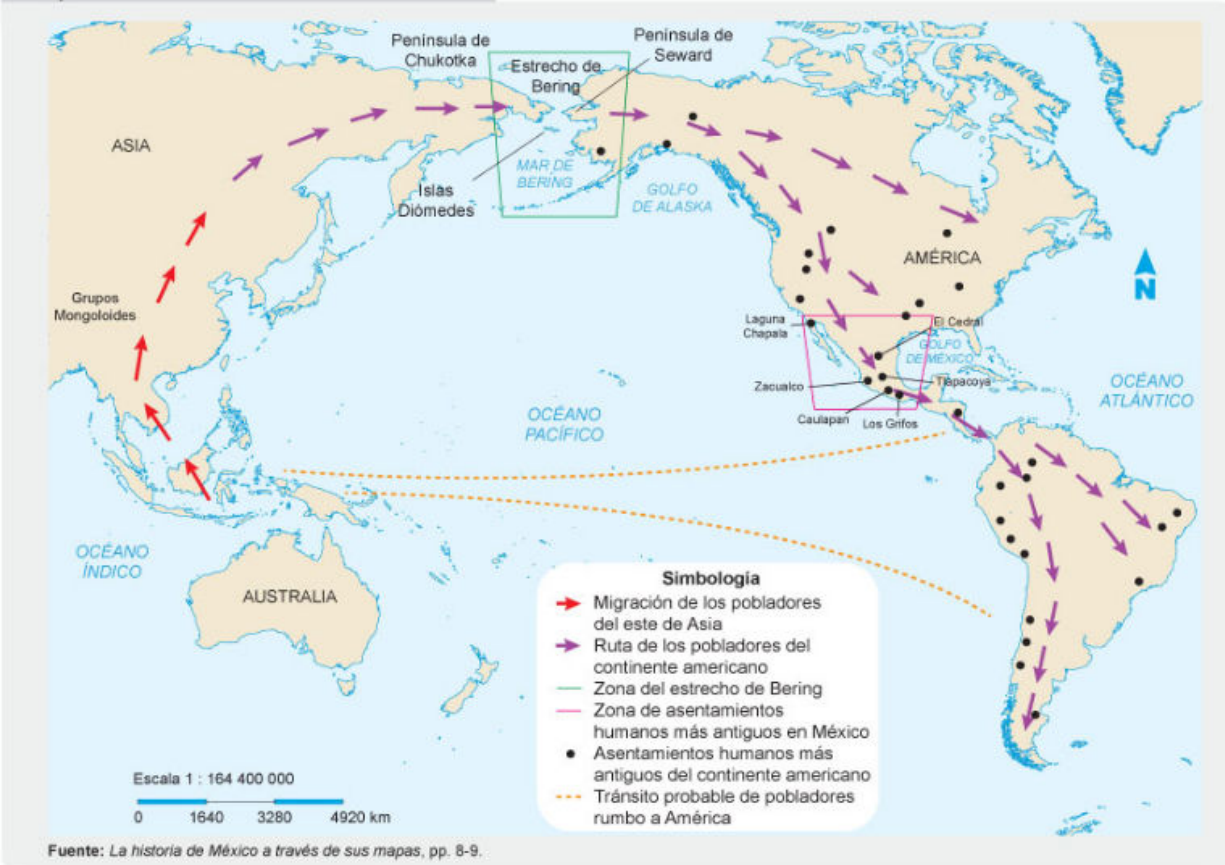 Península de
Chukotka
Estrecho de
Bering
Península de
Seward
ASIA
MAR DE
BERING
Islas
Diómedes
GOLFO
DE ALASKA
AMÉRICA
N
Grupos
Mongoloides
Laguna
Chapala
El Cedral
GOLFO
DE MÉXICO
Zacualco
Tlapacoya
Caulapan
Los Grifos
OCÉANO
PACÍFICO
OCÉANO
ATLÁNTICO
OCÉANO
ÍNDICO
AUSTRALIA
Simbología
Migración de los pobladores
del este de Asia
Ruta de los pobladores del
continente americano
Zona del estrecho de Bering
Zona de asentamientos
humanos más antiguos en México
Asentamientos humanos más
antiguos del continente americano
Tránsito probable de pobladores
rumbo a América
Escala 1 : 164 400 000
0 1640 3280 4920 km
Fuente: La historia de México a través de sus mapas, pp. 8-9.